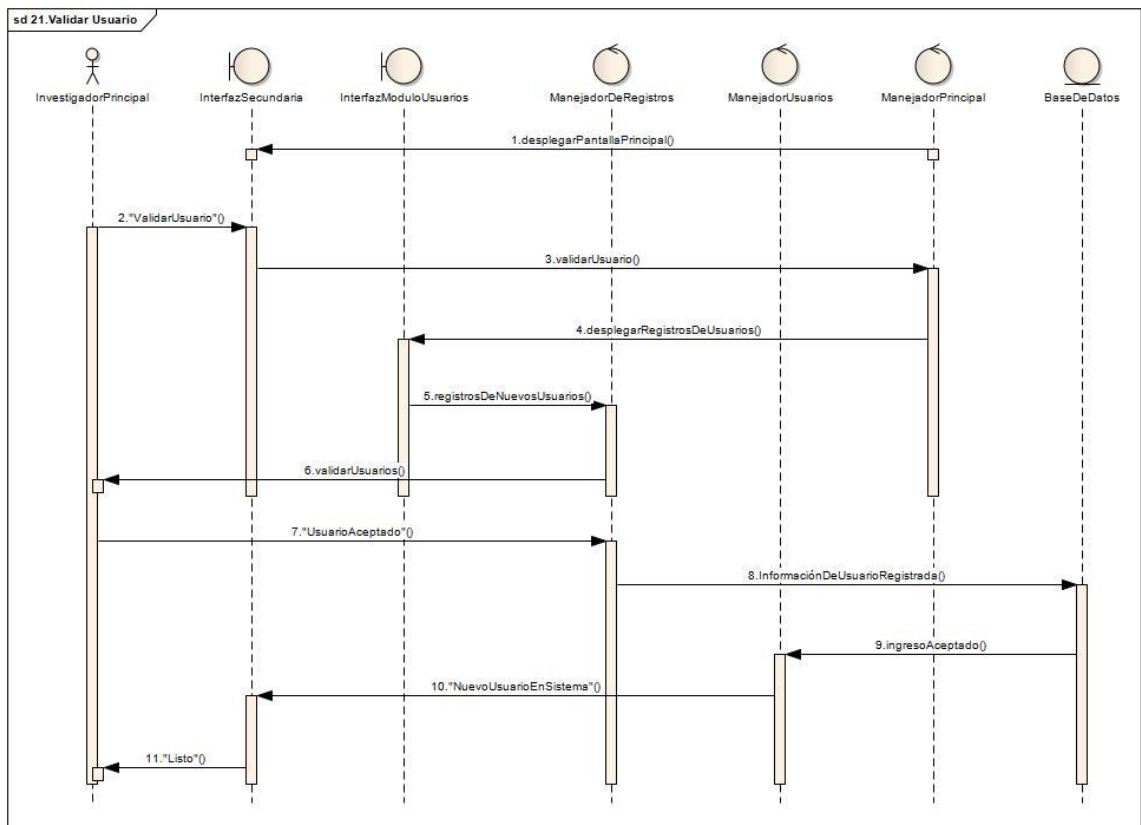 sd 21.Validar Usuario
InvestigadorPrincipal
InterfazSecundaria
InterfazModuloUsuarios
ManejadorDeRegistros
ManejadorUsuarios
ManejadorPrincipal
BaseDeDatos
1.desplegarPantallaPrincipal()
2."ValidarUsuario"()
3.validarUsuario()
4.desplegarRegistrosDeUsuarios()
5.registrosDeNuevosUsuarios()
6.validarUsuarios()
7."UsuarioAceptado"()
8.InformaciónDeUsuarioRegistrada()
9.ingresoAceptado()
10."NuevoUsuarioEnSistema"()
11."Listo"()